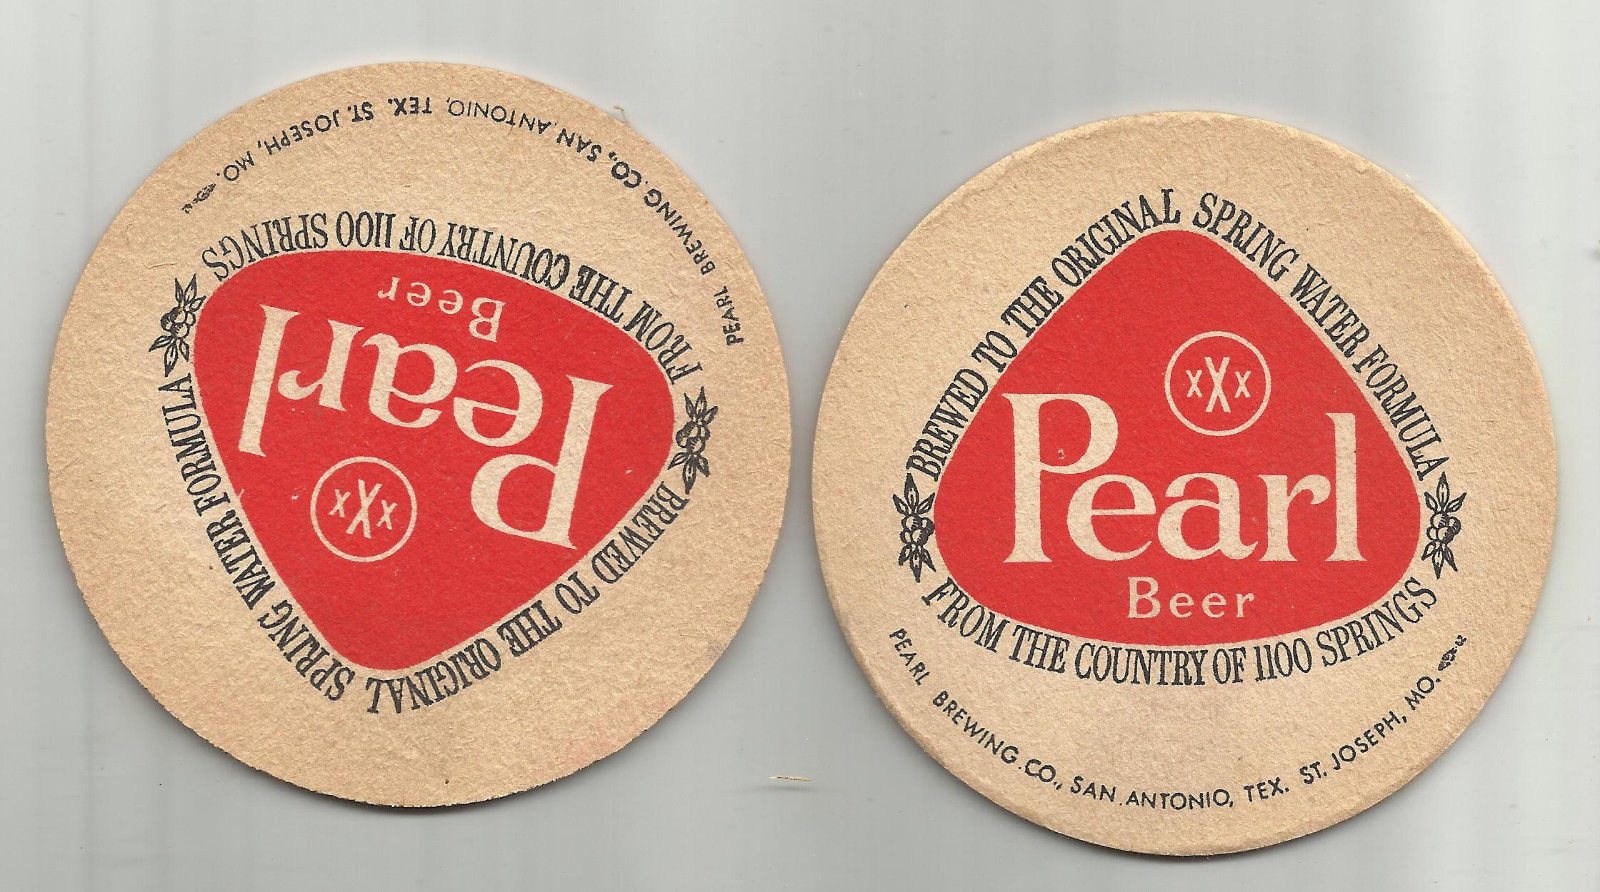 BREWED TO THE ORIGINAL SPRING WATER FORMULA
xXx
Pearl
Beer
FROM THE COUNTRY OF 1100 SPRINGS
PEARL BREWING.CO., SAN.ANTONIO, TEX. ST. JOSEPH, MO.
BREWED TO THE ORIGINAL SPRING WATER FORMULA
xXx
Pearl
Beer
FROM THE COUNTRY OF 1100 SPRINGS
PEARL BREWING.CO., SAN.ANTONIO, TEX. ST. JOSEPH, MO.